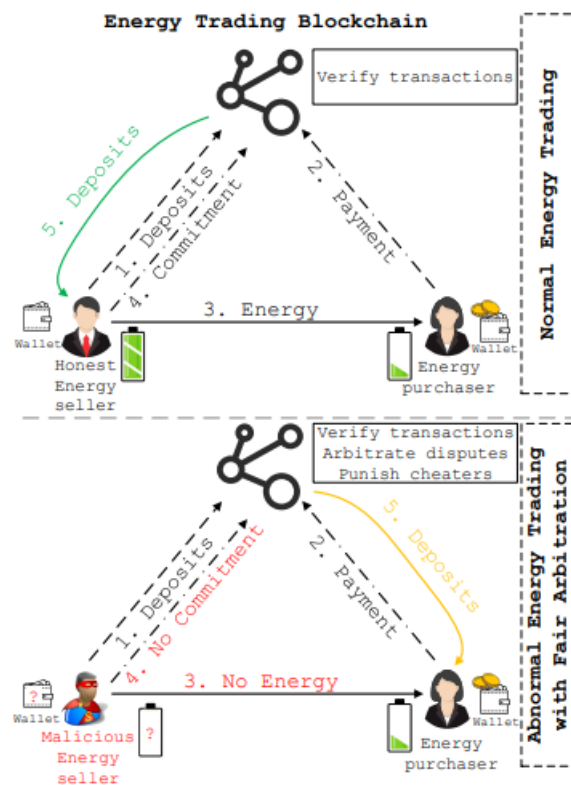 Energy Trading Blockchain
Verify transactions
5. Deposits
1. Deposits
4. Commitment
2. Payment
3. Energy
Wallet
Honest
Energy
seller
Energy
purchaser
Wallet
Normal Energy Trading
Verify transactions
Arbitrate disputes
Punish cheaters
5. Deposits
1. Deposits
4. No Commitment
2. Payment
3. No Energy
?
Wallet
?
Malicious
Energy
seller
Energy
purchaser
Wallet
Abnormal Energy Trading
with Fair Arbitration